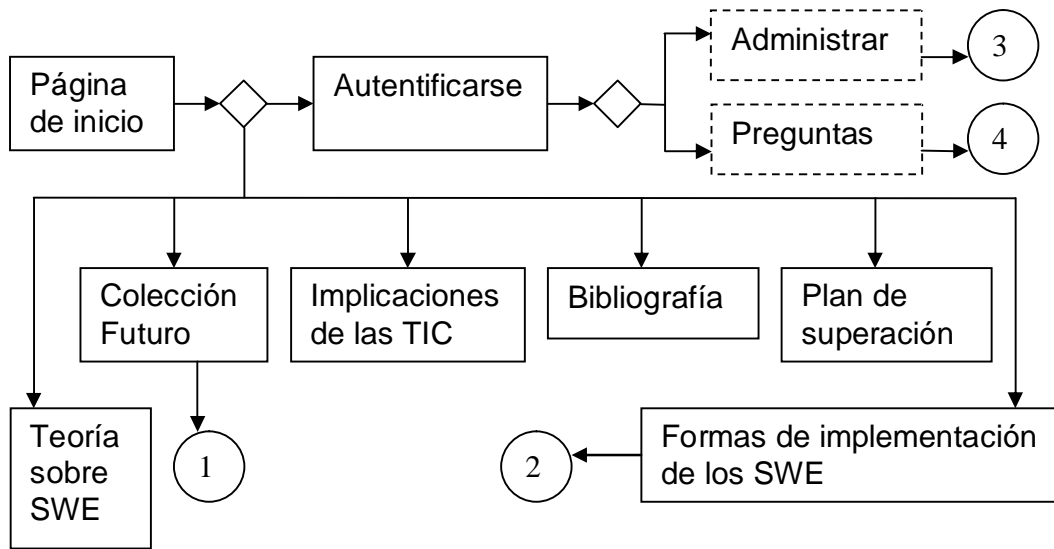 Página
de inicio
Autentificarse
Administrar
3
Preguntas
4
Colección
Futuro
Implicaciones
de las TIC
Bibliografía
Plan de
superación
Teoría
sobre
SWE
1
2
Formas de implementación
de los SWE